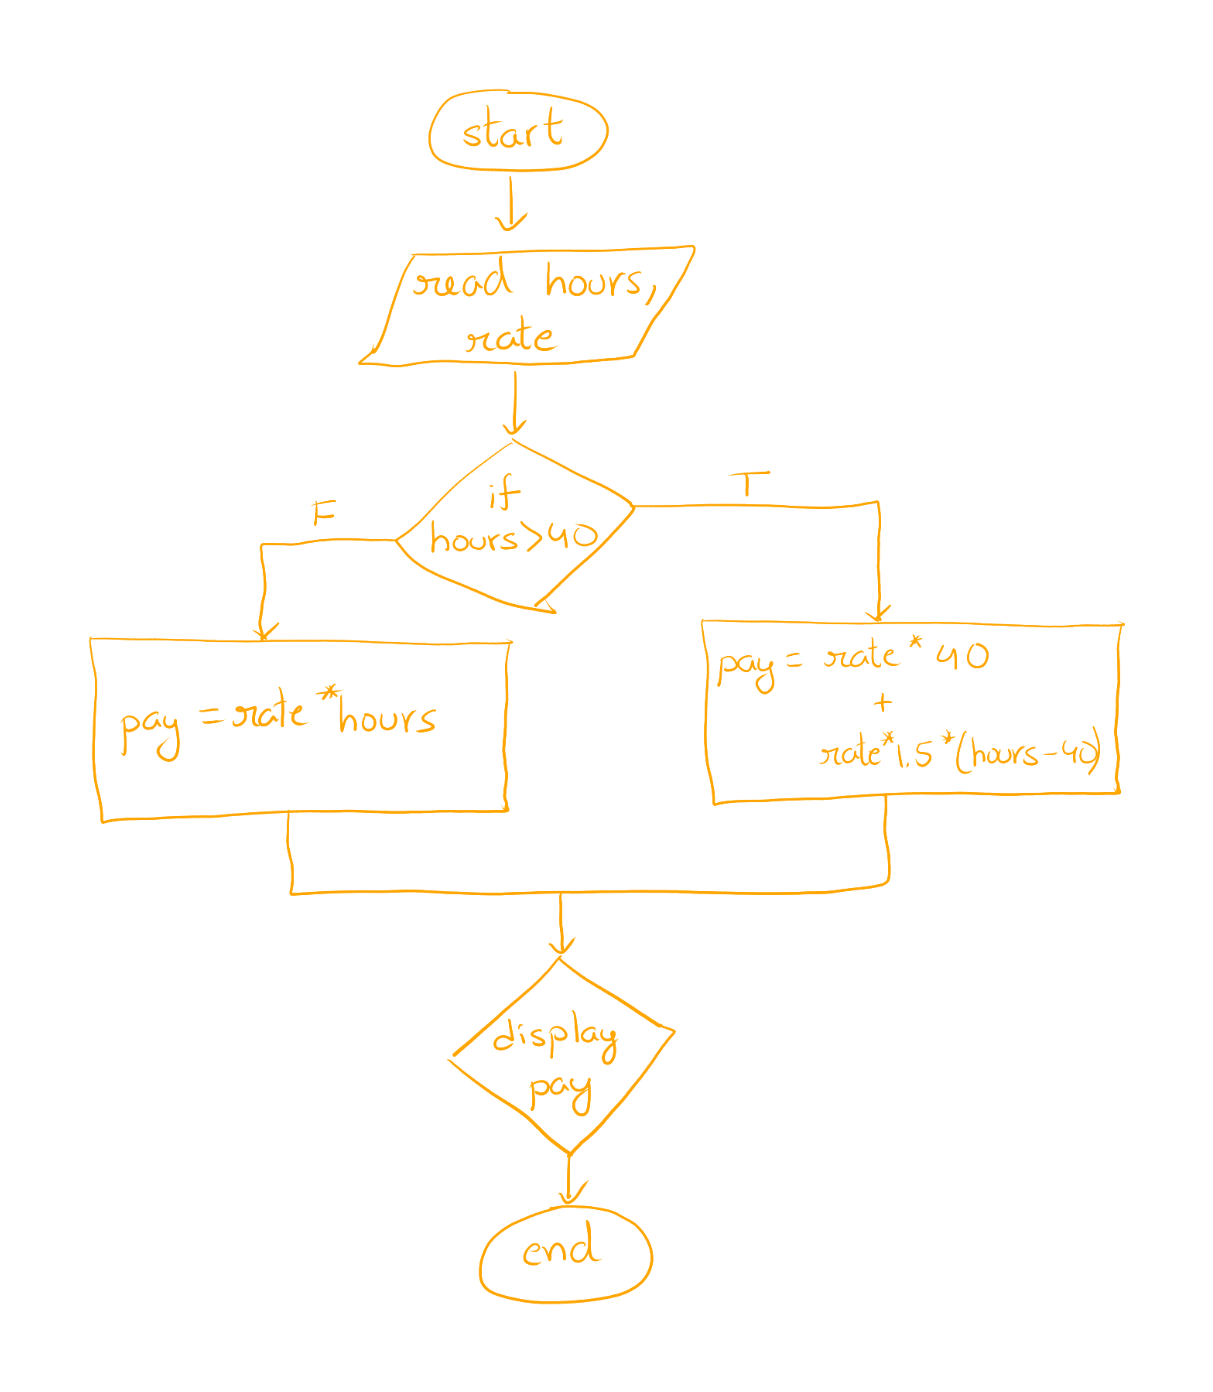 start
read hours,
rate
if
hours>40
F
T
pay = rate * hours
pay = rate * 40
+
rate*1.5*(hours-40)
display
pay
end